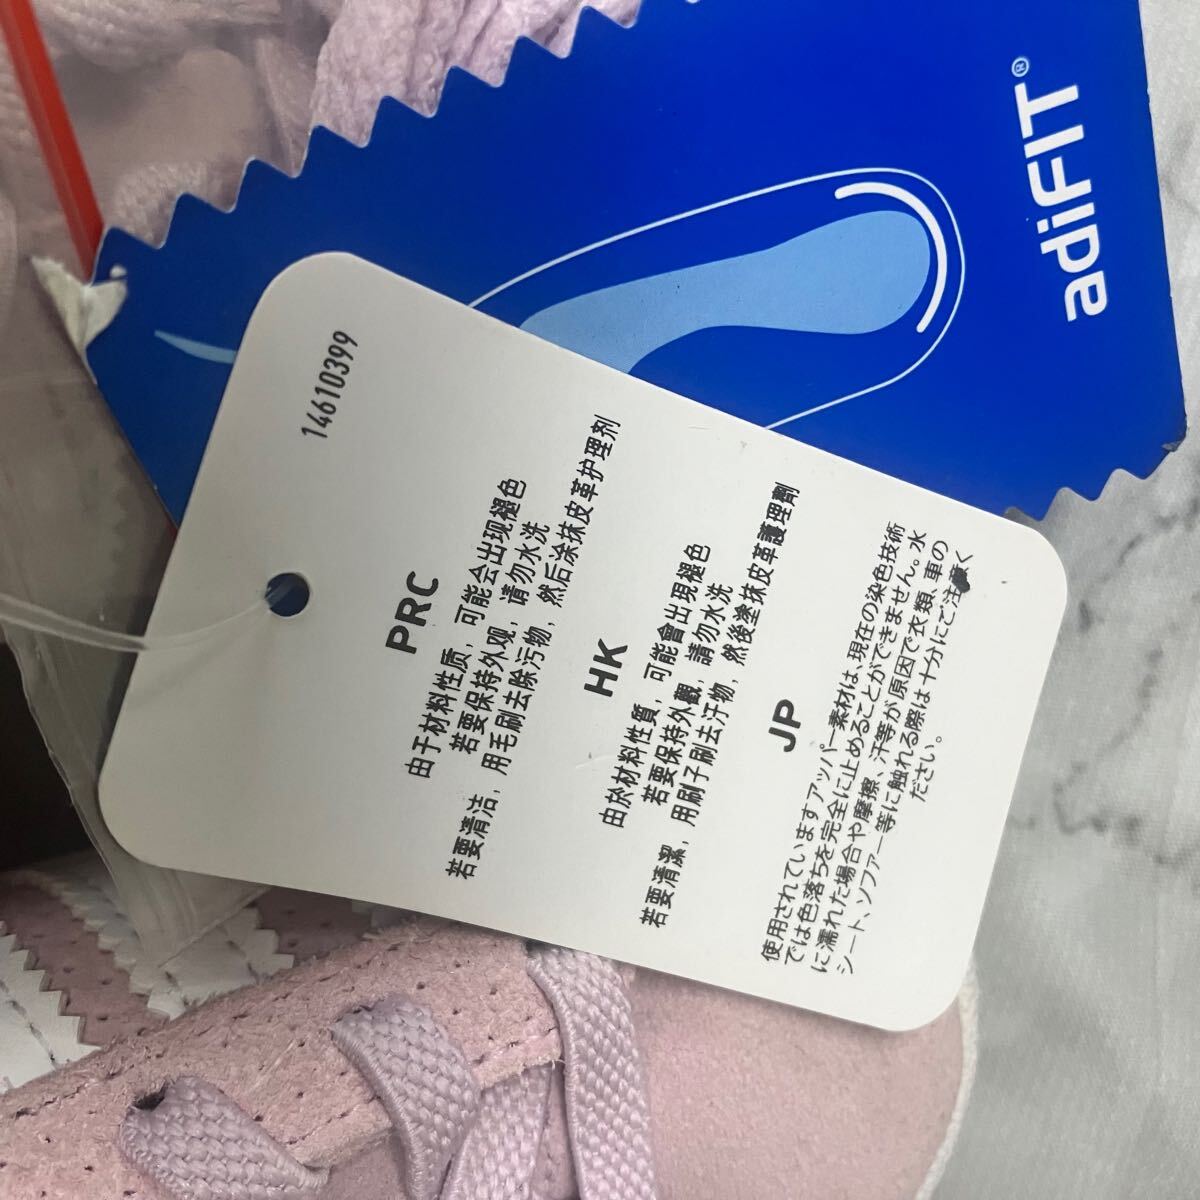 adiFIT®
14610399
PRC
由于材料性质，可能会出现褪色
若要保持外观，请勿水洗
若要清洁，用毛刷去除污物，然后涂抹皮革护理剂
HK
由於材料性質，可能會出現褪色
若要保持外觀，請勿水洗
若要清潔，用刷子刷去汙物，然後塗抹皮革護理劑
JP
使用されていますアッパー素材は、現在の染色技術
では色落ちを完全に止めることができません。水
に濡れた場合や摩擦、汗等が原因で衣類、車の
シート、ソファー等に触れる際は十分にご注意く
ださい。